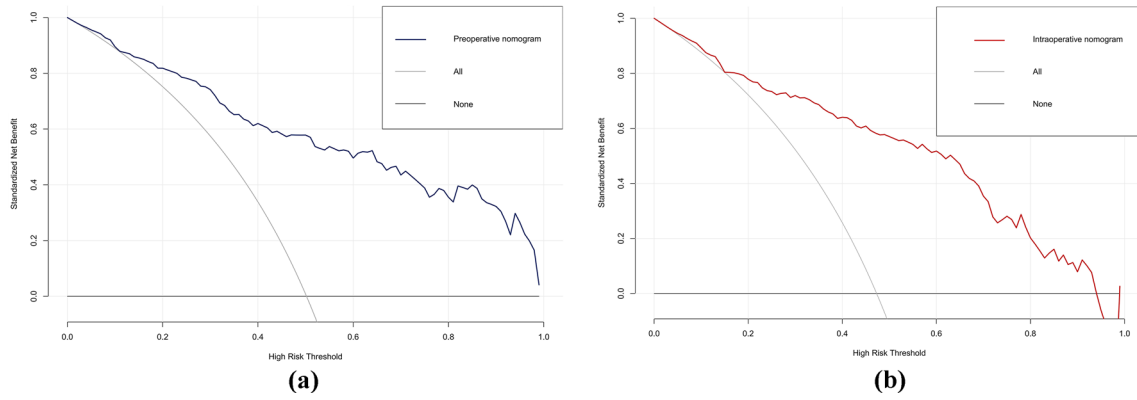 Preoperative nomogram
All
None
Standardized Net Benefit
1.0
0.8
0.6
0.4
0.2
0.0
0.0 0.2 0.4 0.6 0.8 1.0
High Risk Threshold
(a)
Intraoperative nomogram
All
None
Standardized Net Benefit
1.0
0.8
0.6
0.4
0.2
0.0
0.0 0.2 0.4 0.6 0.8 1.0
High Risk Threshold
(b)